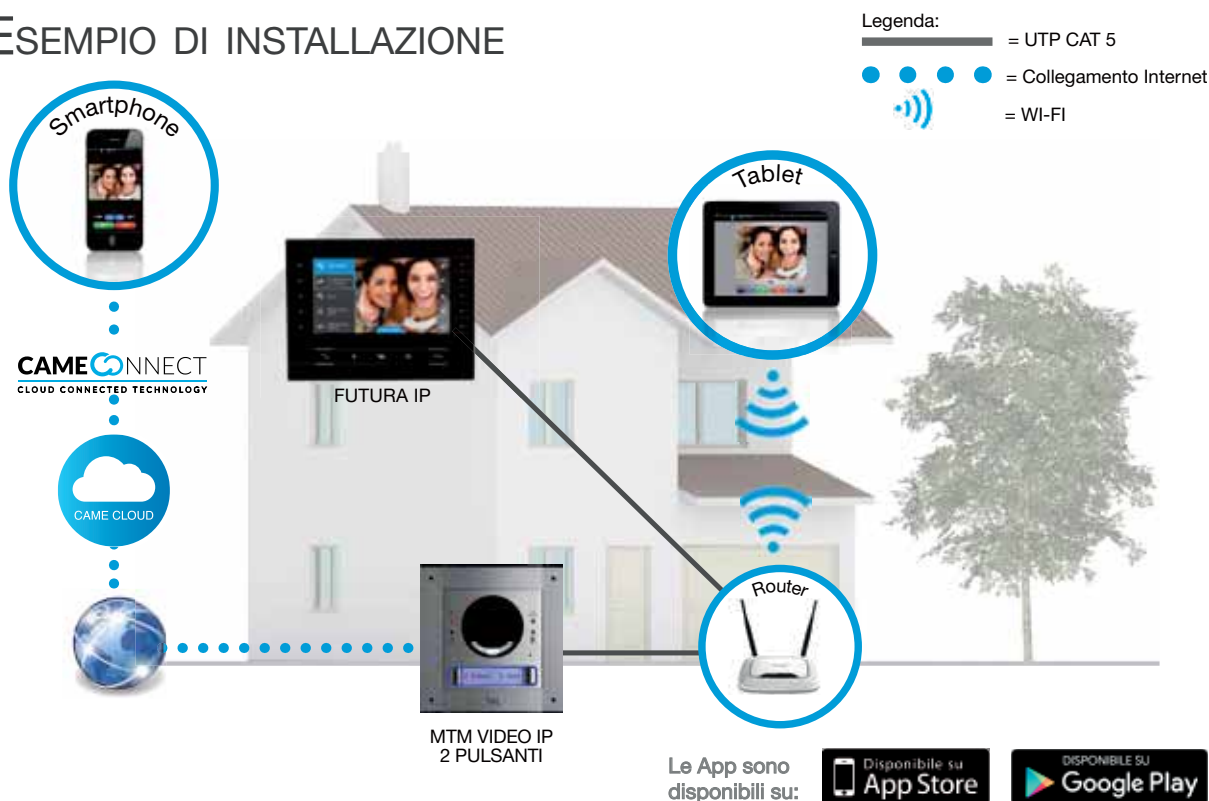 ESEMPIO DI INSTALLAZIONE
Legenda:
= UTP CAT 5
= Collegamento Internet
= WI-FI
Smartphone
Tablet
CAMECONNECT
CLOUD CONNECTED TECHNOLOGY
FUTURA IP
CAME CLOUD
Router
MTM VIDEO IP
2 PULSANTI
Le App sono
disponibili su:
Disponibile su
App Store
DISPONIBILE SU
Google Play